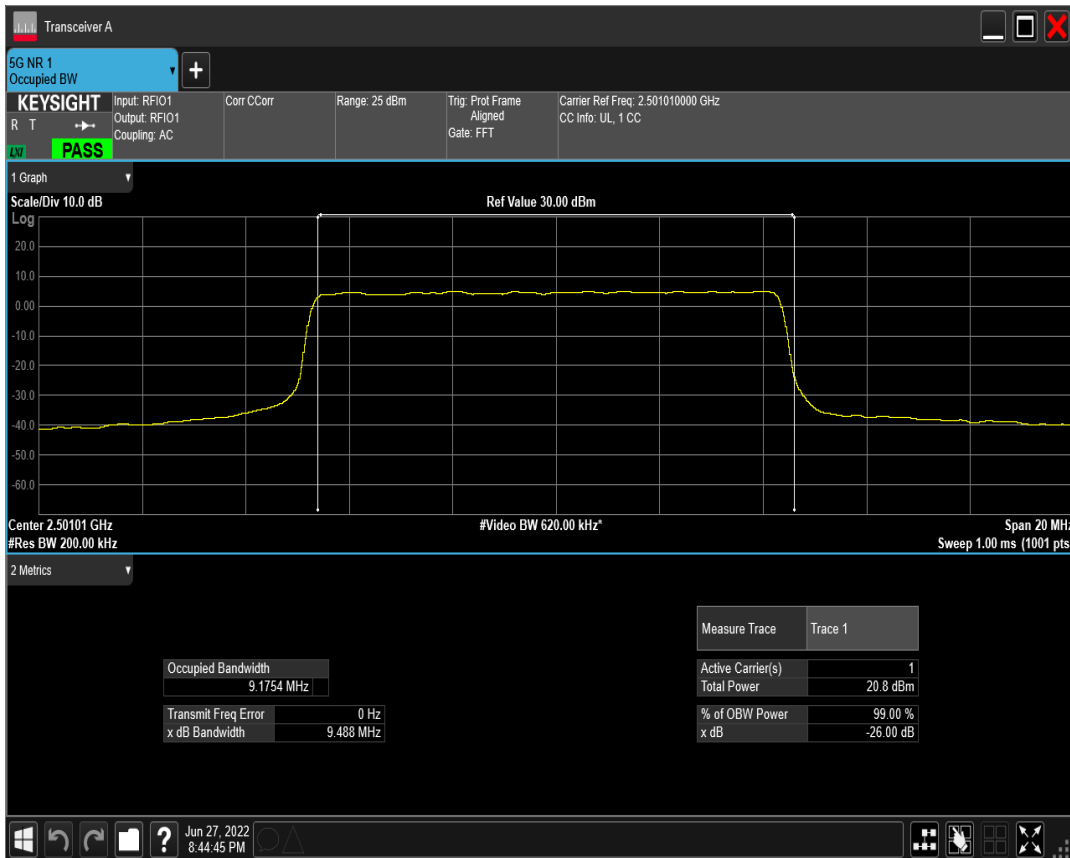 Transceiver A
5G NR 1
Occupied BW
+
KEYSIGHT
R T
LXI
PASS
Input: RFIO1
Output: RFIO1
Coupling: AC
Corr CCorr
Range: 25 dBm
Trig: Prot Frame
Aligned
Gate: FFT
Carrier Ref Freq: 2.501010000 GHz
CC Info: UL, 1 CC
1 Graph
Scale/Div 10.0 dB
Ref Value 30.00 dBm
Log
20.0
10.0
0.00
-10.0
-20.0
-30.0
-40.0
-50.0
-60.0
Center 2.50101 GHz
#Video BW 620.00 kHz*
Span 20 MHz
#Res BW 200.00 kHz
Sweep 1.00 ms (1001 pts
2 Metrics
Measure Trace Trace 1
Occupied Bandwidth
9.1754 MHz
Transmit Freq Error 0 Hz
x dB Bandwidth 9.488 MHz
Active Carrier(s) 1
Total Power 20.8 dBm
% of OBW Power 99.00 %
x dB -26.00 dB
?
Jun 27, 2022
8:44:45 PM